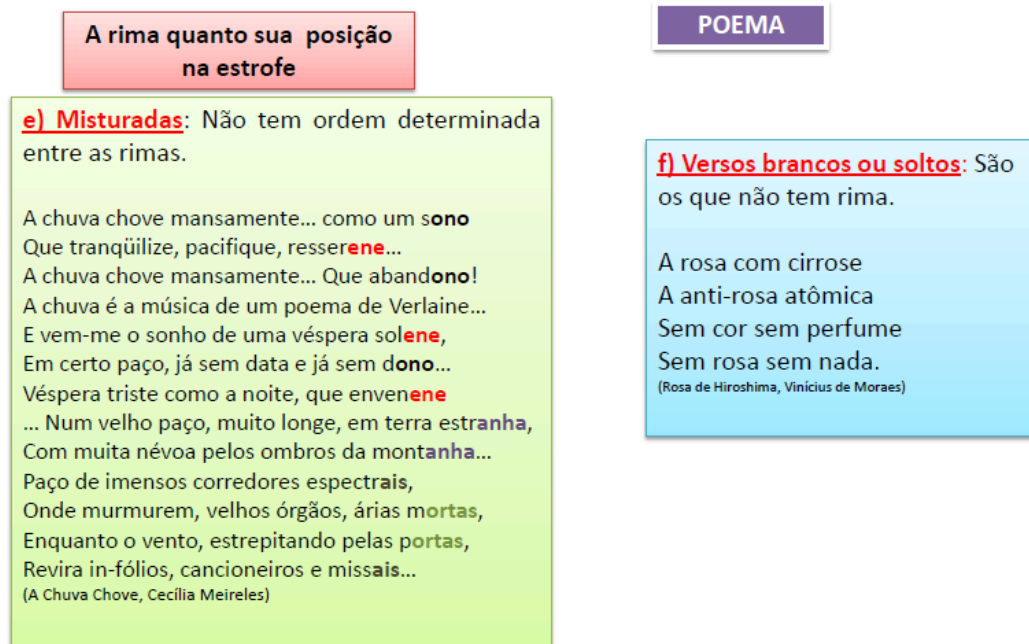 A rima quanto sua posição
na estrofe
POEMA
e) Misturadas: Não tem ordem determinada
entre as rimas.
A chuva chove mansamente... como um sono
Que tranqüilize, pacifique, resserene...
A chuva chove mansamente... Que abandono!
A chuva é a música de um poema de Verlaine...
E vem-me o sonho de uma véspera solene,
Em certo paço, já sem data e já sem dono...
Véspera triste como a noite, que envenene
... Num velho paço, muito longe, em terra estranha,
Com muita névoa pelos ombros da montanha...
Paço de imensos corredores espectrais,
Onde murmurem, velhos órgãos, árias mortas,
Enquanto o vento, estrepitando pelas portas,
Revira in-fólios, cancioneiros e missais...
(A Chuva Chove, Cecília Meireles)
f) Versos brancos ou soltos: São
os que não tem rima.
A rosa com cirrose
A anti-rosa atômica
Sem cor sem perfume
Sem rosa sem nada.
(Rosa de Hiroshima, Vinícius de Moraes)